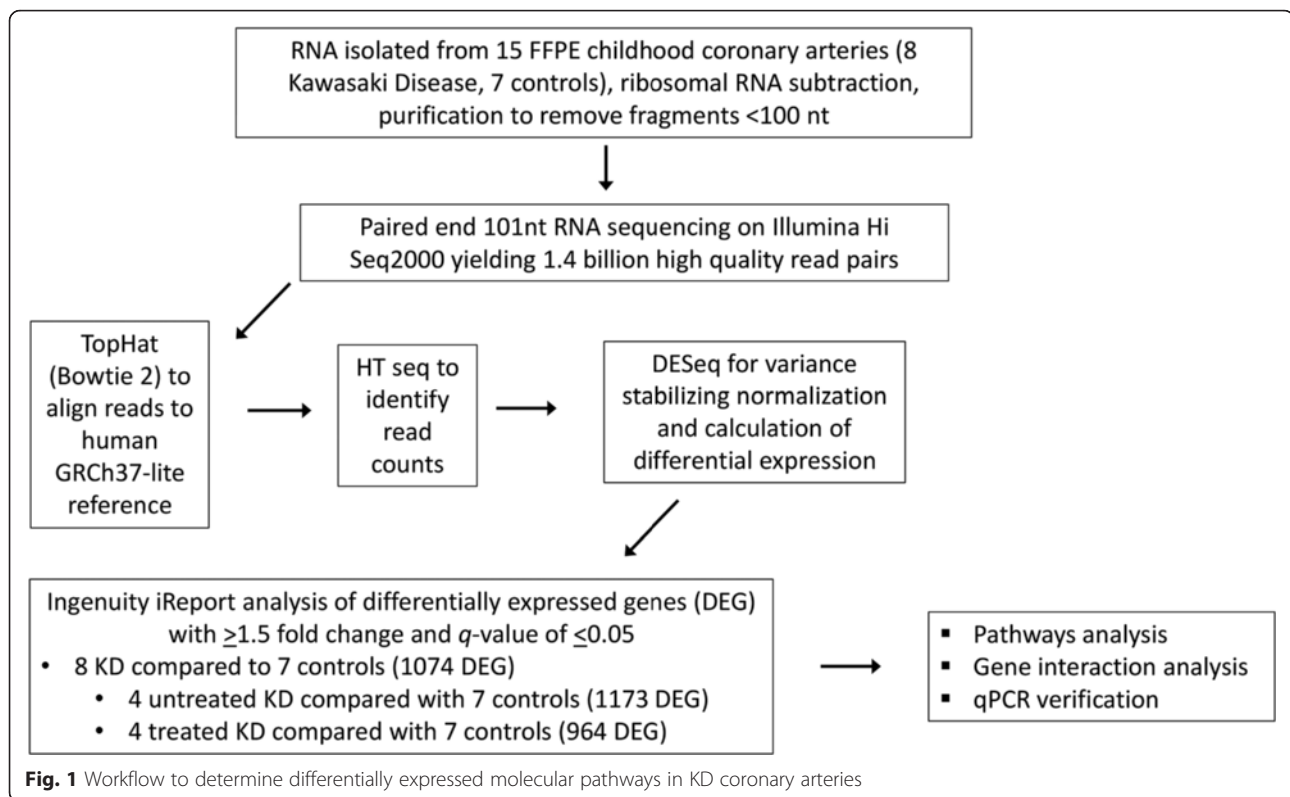 RNA isolated from 15 FFPE childhood coronary arteries (8
Kawasaki Disease, 7 controls), ribosomal RNA subtraction,
purification to remove fragments <100 nt
Paired end 101nt RNA sequencing on Illumina Hi
Seq2000 yielding 1.4 billion high quality read pairs
TopHat
(Bowtie 2) to
align reads to
human
GRCh37-lite
reference
HT seq to
identify
read
counts
DESeq for variance
stabilizing normalization
and calculation of
differential expression
Ingenuity iReport analysis of differentially expressed genes (DEG)
with ≥1.5 fold change and q-value of ≤0.05
• 8 KD compared to 7 controls (1074 DEG)
• 4 untreated KD compared with 7 controls (1173 DEG)
• 4 treated KD compared with 7 controls (964 DEG)
▪ Pathways analysis
▪ Gene interaction analysis
▪ qPCR verification
Fig. 1 Workflow to determine differentially expressed molecular pathways in KD coronary arteries